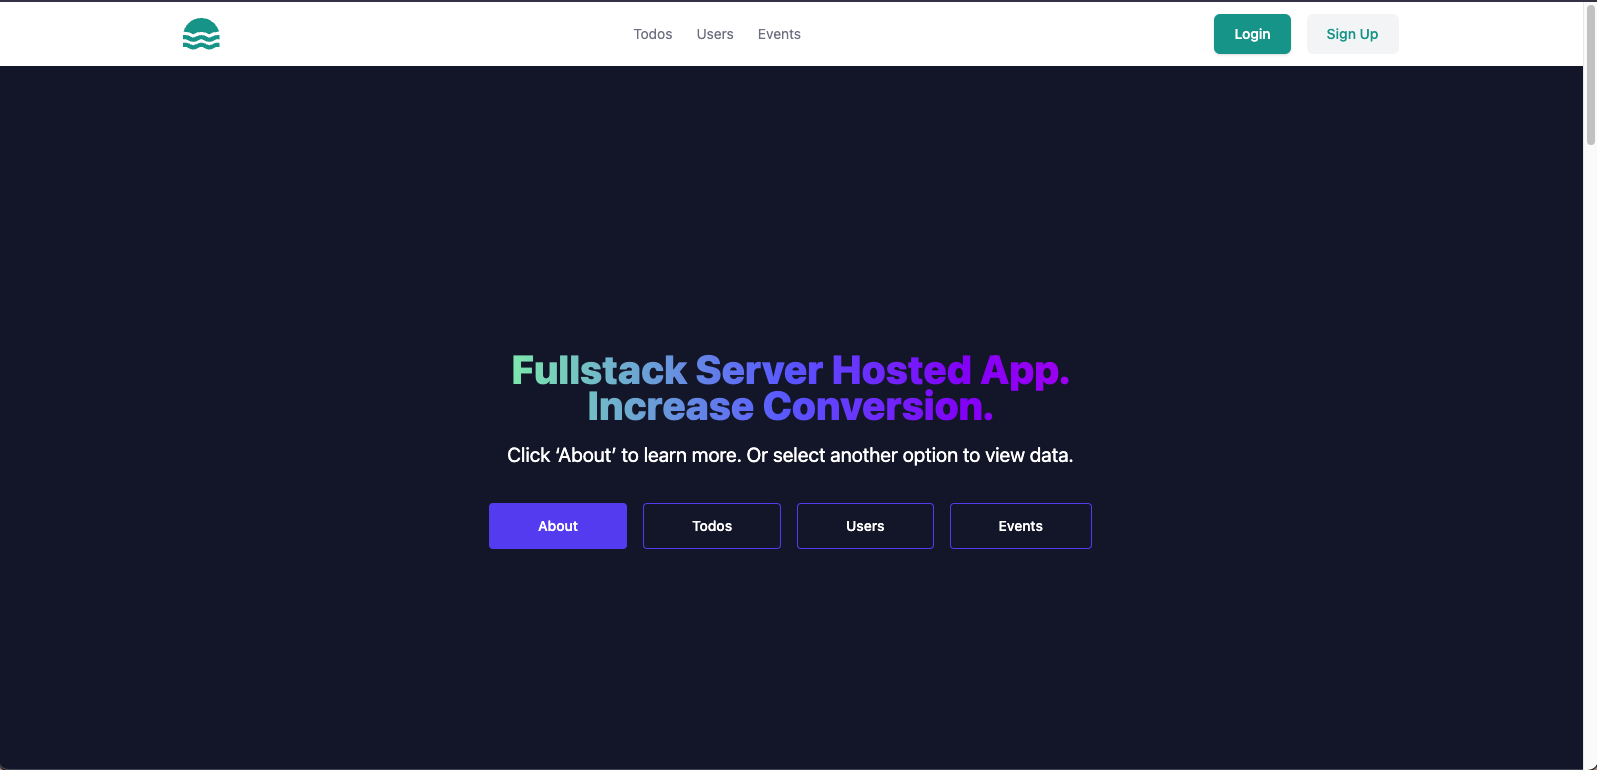 Todos Users Events Login Sign Up
Fullstack Server Hosted App.
Increase Conversion.
Click ‘About’ to learn more. Or select another option to view data.
About Todos Users Events